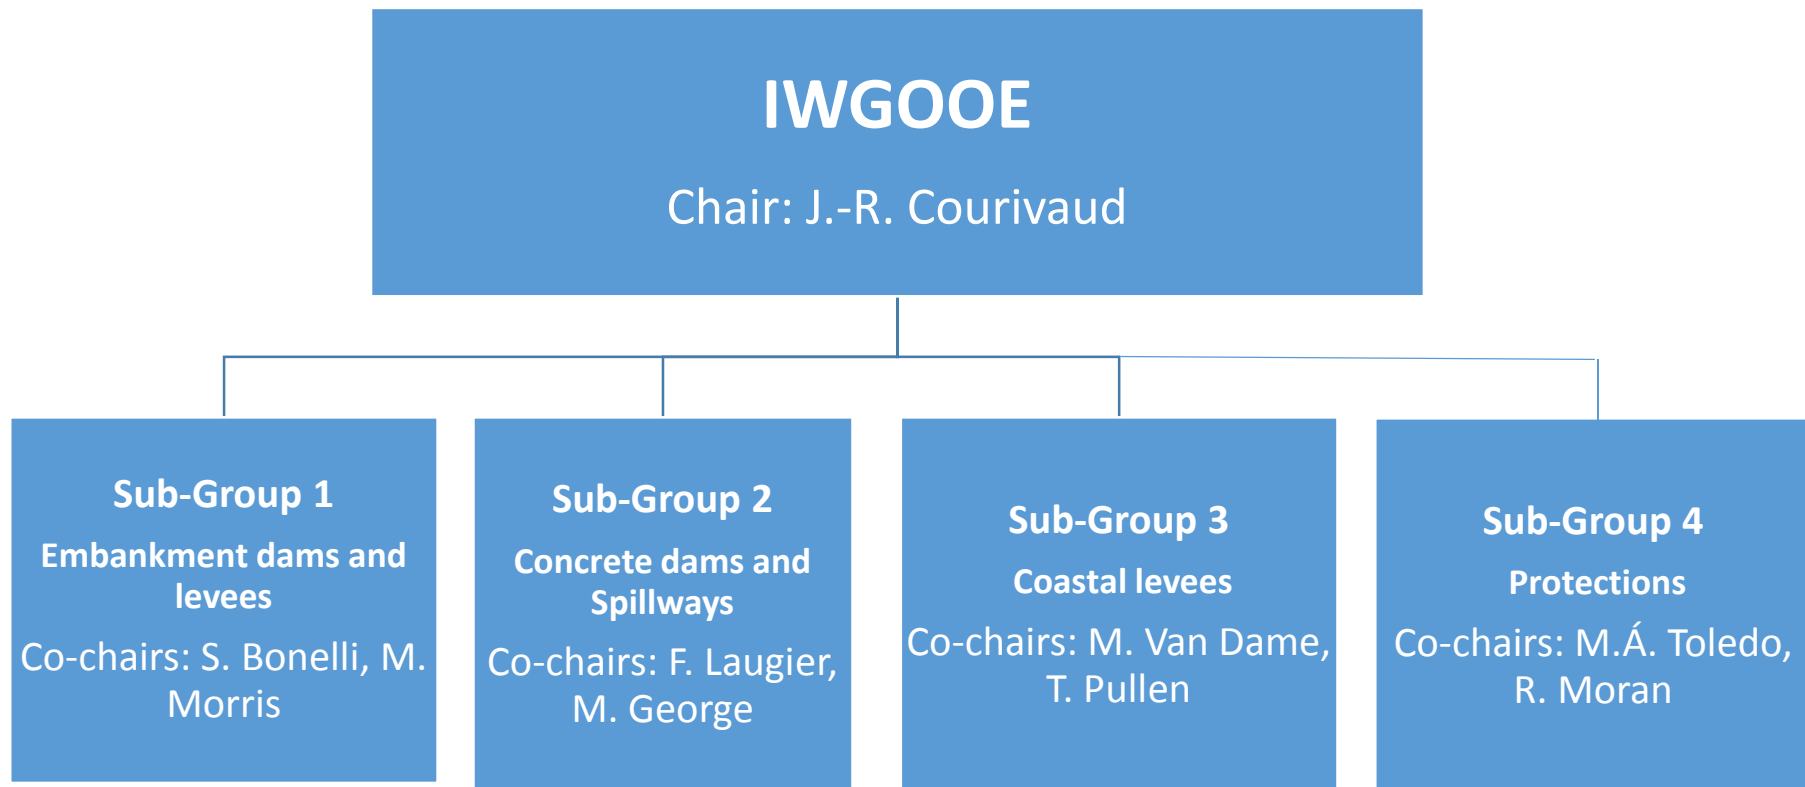 IWGOOE
Chair: J.-R. Courivaud
Sub-Group 1
Embankment dams and
levees
Co-chairs: S. Bonelli, M.
Morris
Sub-Group 2
Concrete dams and
Spillways
Co-chairs: F. Laugier,
M. George
Sub-Group 3
Coastal levees
Co-chairs: M. Van Dame,
T. Pullen
Sub-Group 4
Protections
Co-chairs: M.Á. Toledo,
R. Moran